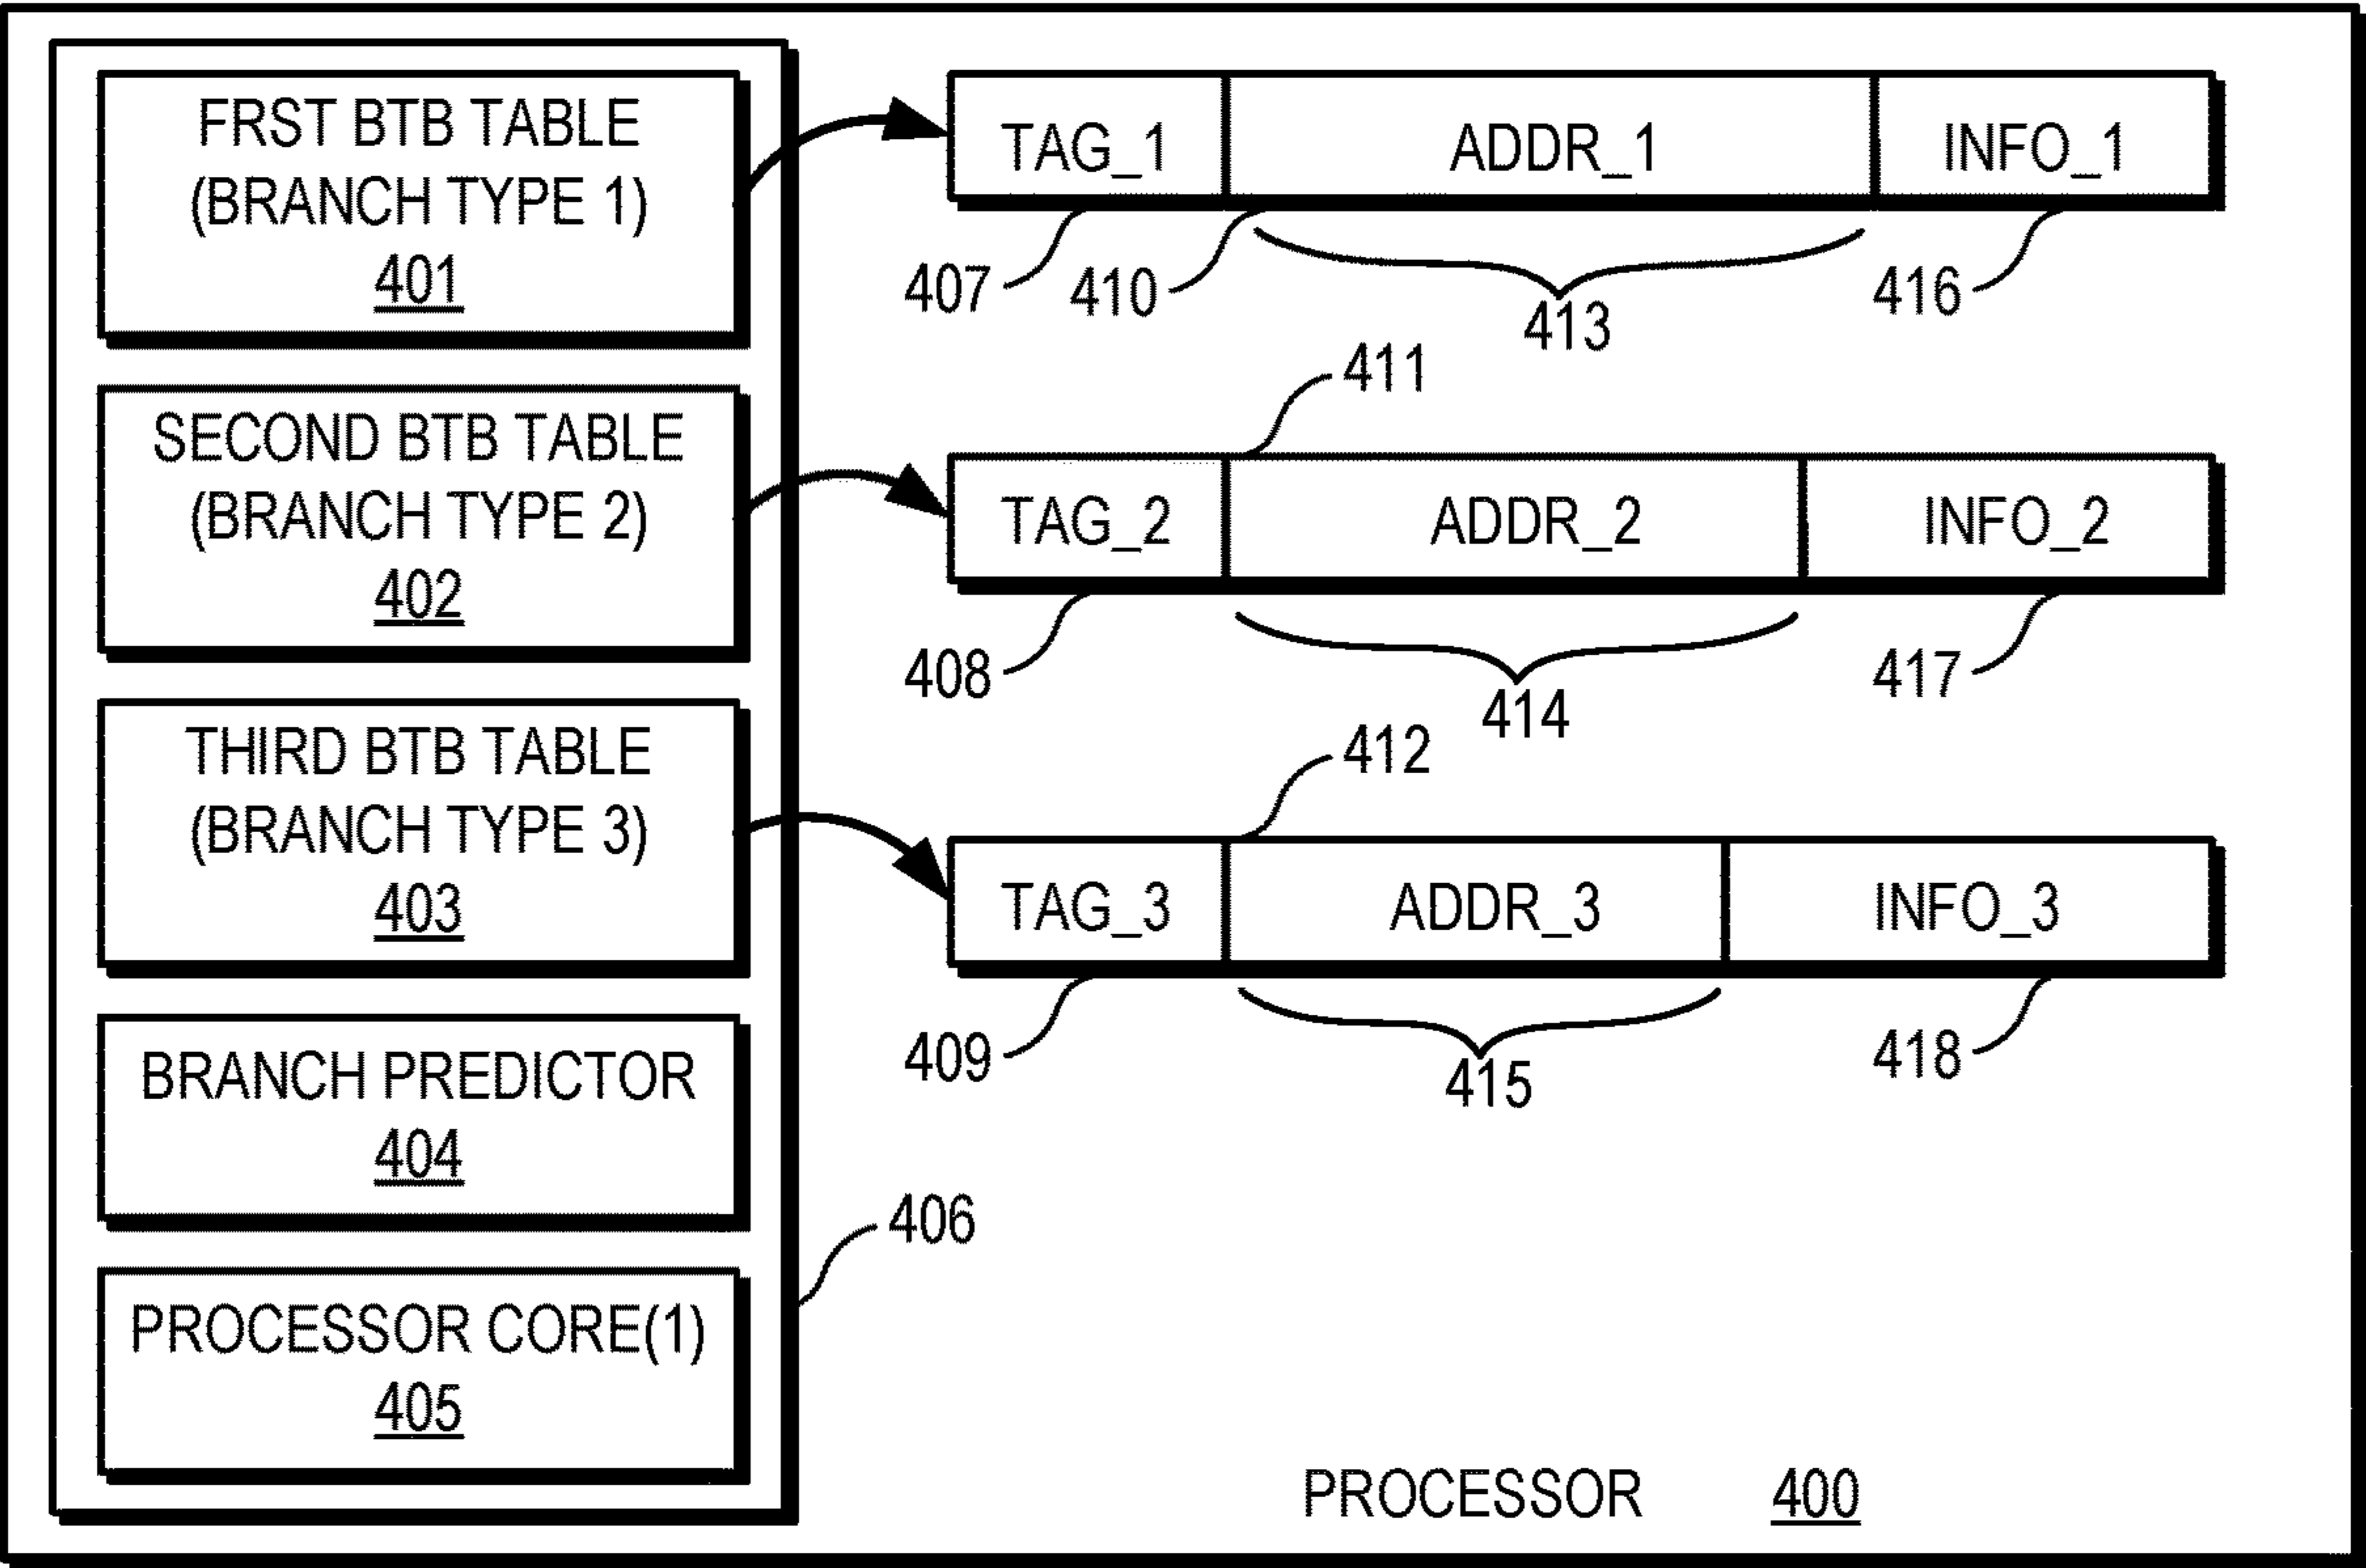 FRST BTB TABLE
(BRANCH TYPE 1)
401
SECOND BTB TABLE
(BRANCH TYPE 2)
402
THIRD BTB TABLE
(BRANCH TYPE 3)
403
BRANCH PREDICTOR
404
PROCESSOR CORE(1)
405
406
TAG_1 ADDR_1 INFO_1
407 410 413 416
411
TAG_2 ADDR_2 INFO_2
408 414 417
412
TAG_3 ADDR_3 INFO_3
409 415 418
PROCESSOR 400